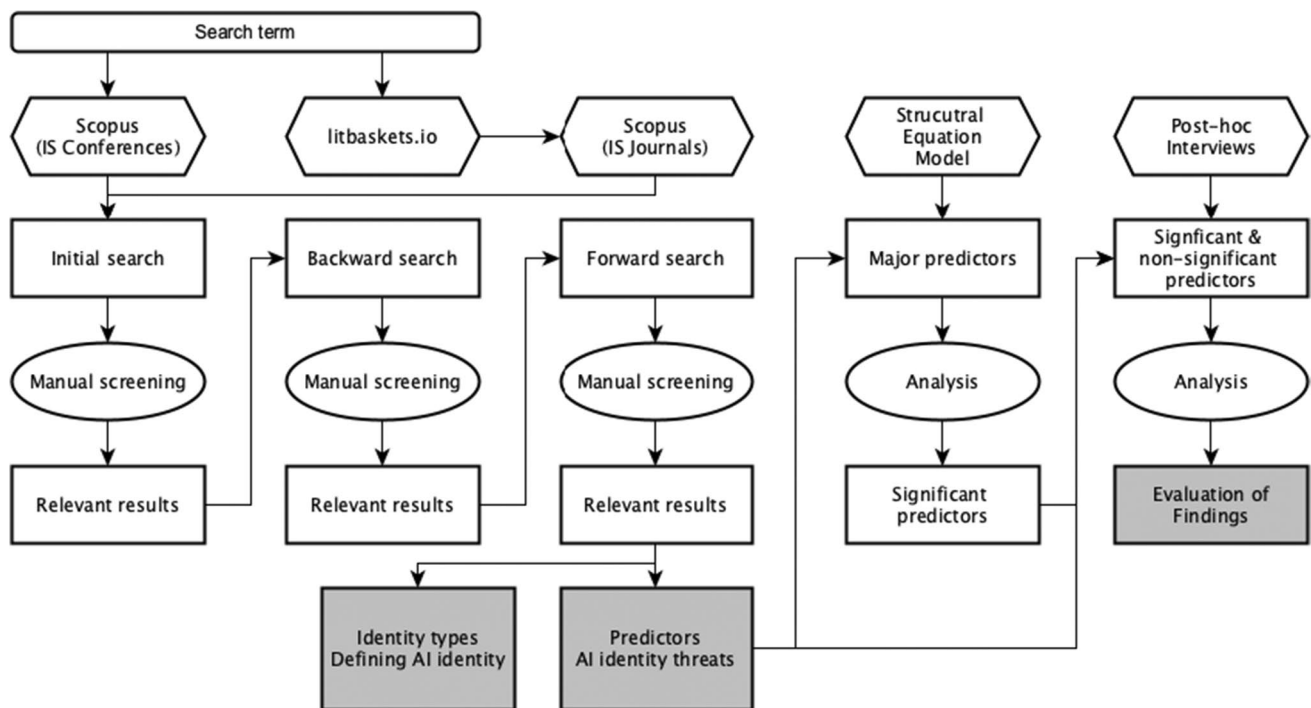 Search term
Scopus
(IS Conferences)
litbaskets.io
Scopus
(IS Journals)
Strucutral
Equation
Model
Post-hoc
Interviews
Initial search
Backward search
Forward search
Major predictors
Signficant &
non-significant
predictors
Manual screening
Manual screening
Manual screening
Analysis
Analysis
Relevant results
Relevant results
Relevant results
Significant
predictors
Evaluation of
Findings
Identity types
Defining AI identity
Predictors
AI identity threats